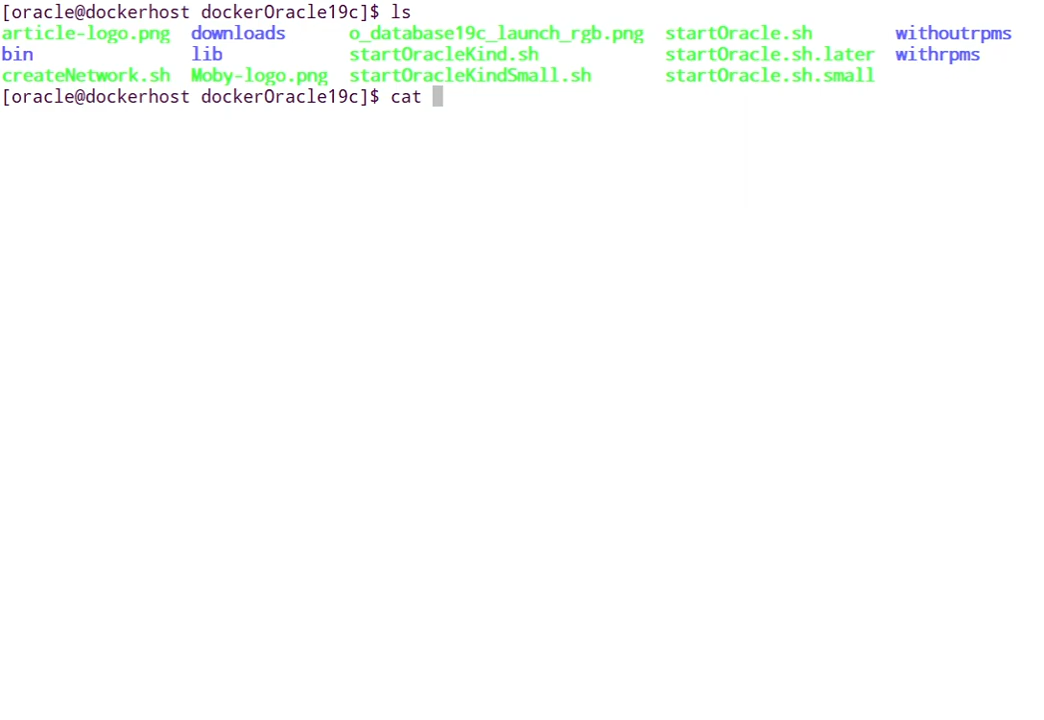 [oracle@dockerhost dockerOracle19c]$ ls
article-logo.png downloads o_database19c_launch_rgb.png startOracle.sh withoutrpms
bin lib startOracleKind.sh startOracle.sh.later withrpms
createNetwork.sh Moby-logo.png startOracleKindSmall.sh startOracle.sh.small
[oracle@dockerhost dockerOracle19c]$ cat